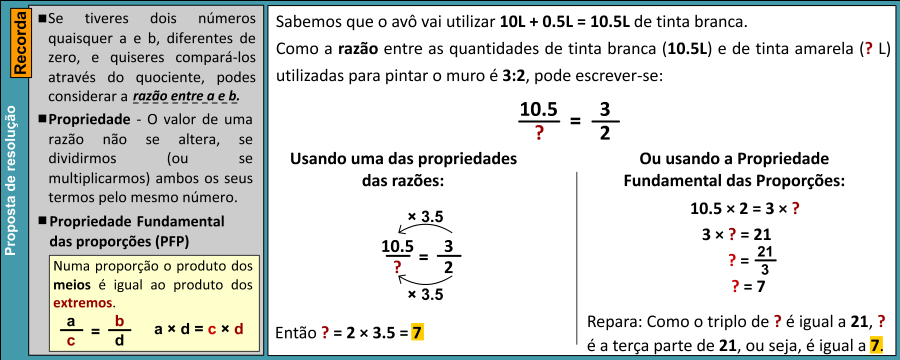 Proposta de resolução
Recorda
■Se tiveres dois números
quaisquer a e b, diferentes de
zero, e quiseres compará-los
através do quociente, podes
considerar a razão entre a e b.
■Propriedade - O valor de uma
razão não se altera, se
dividirmos (ou se
multiplicarmos) ambos os seus
termos pelo mesmo número.
■Propriedade Fundamental
das proporções (PFP)
Numa proporção o produto dos
meios é igual ao produto dos
extremos.
a/c = b/d   a × d = c × d
Sabemos que o avô vai utilizar 10L + 0.5L = 10.5L de tinta branca.
Como a razão entre as quantidades de tinta branca (10.5L) e de tinta amarela (? L)
utilizadas para pintar o muro é 3:2, pode escrever-se:
10.5/? = 3/2
Usando uma das propriedades
das razões:
× 3.5
10.5/? = 3/2
× 3.5
Então ? = 2 × 3.5 = 7
Ou usando a Propriedade
Fundamental das Proporções:
10.5 × 2 = 3 × ?
3 × ? = 21
? = 21/3
? = 7
Repara: Como o triplo de ? é igual a 21, ?
é a terça parte de 21, ou seja, é igual a 7.